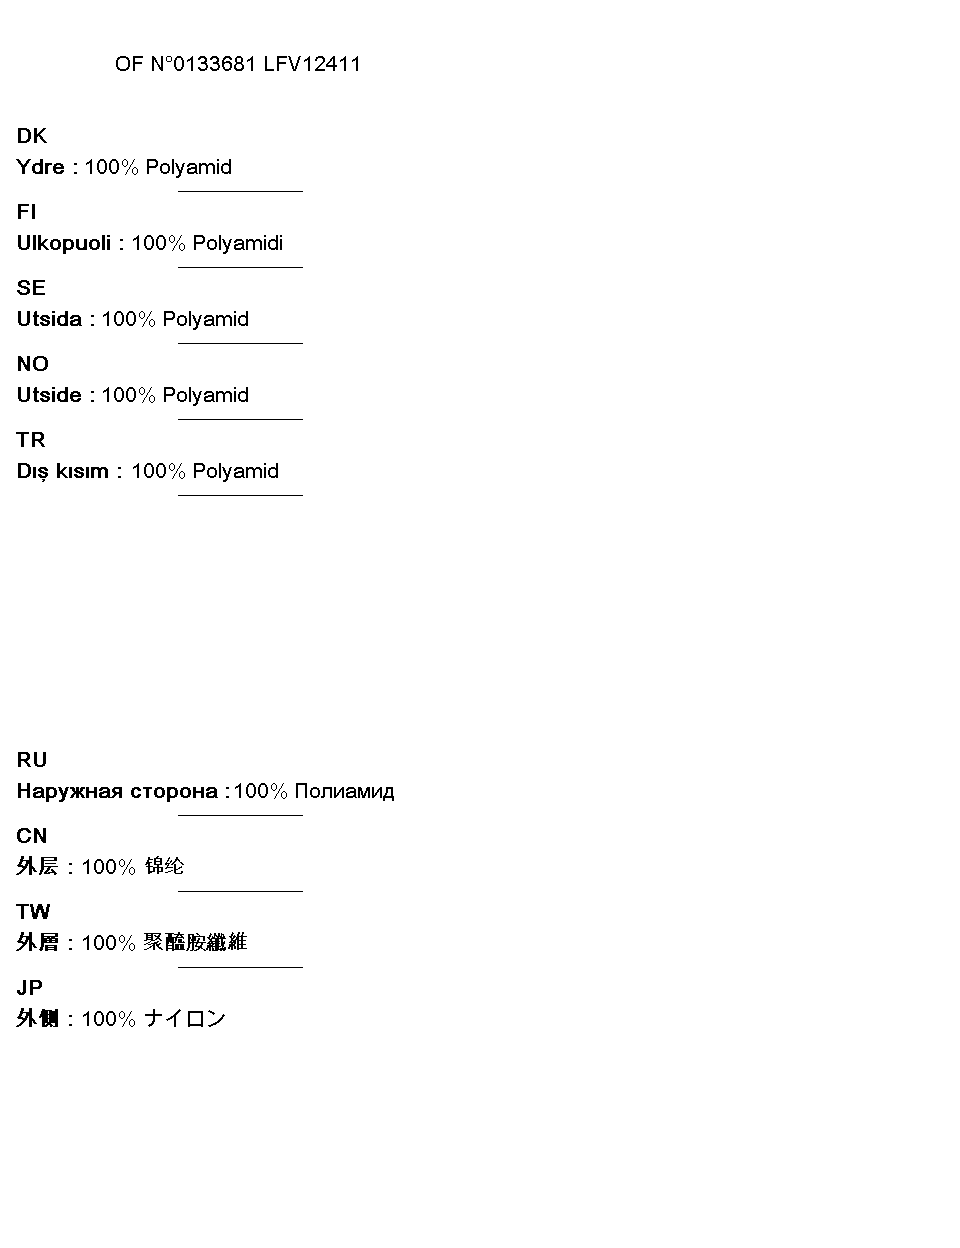 OF N°0133681 LFV12411
DK
Ydre : 100% Polyamid
FI
Ulkopuoli : 100% Polyamidi
SE
Utsida : 100% Polyamid
NO
Utside : 100% Polyamid
TR
Dış kısım : 100% Polyamid
RU
Наружная сторона :100% Полиамид
CN
外层 : 100% 锦纶
TW
外層 : 100% 聚醯胺纖維
JP
外側 : 100% ナイロン